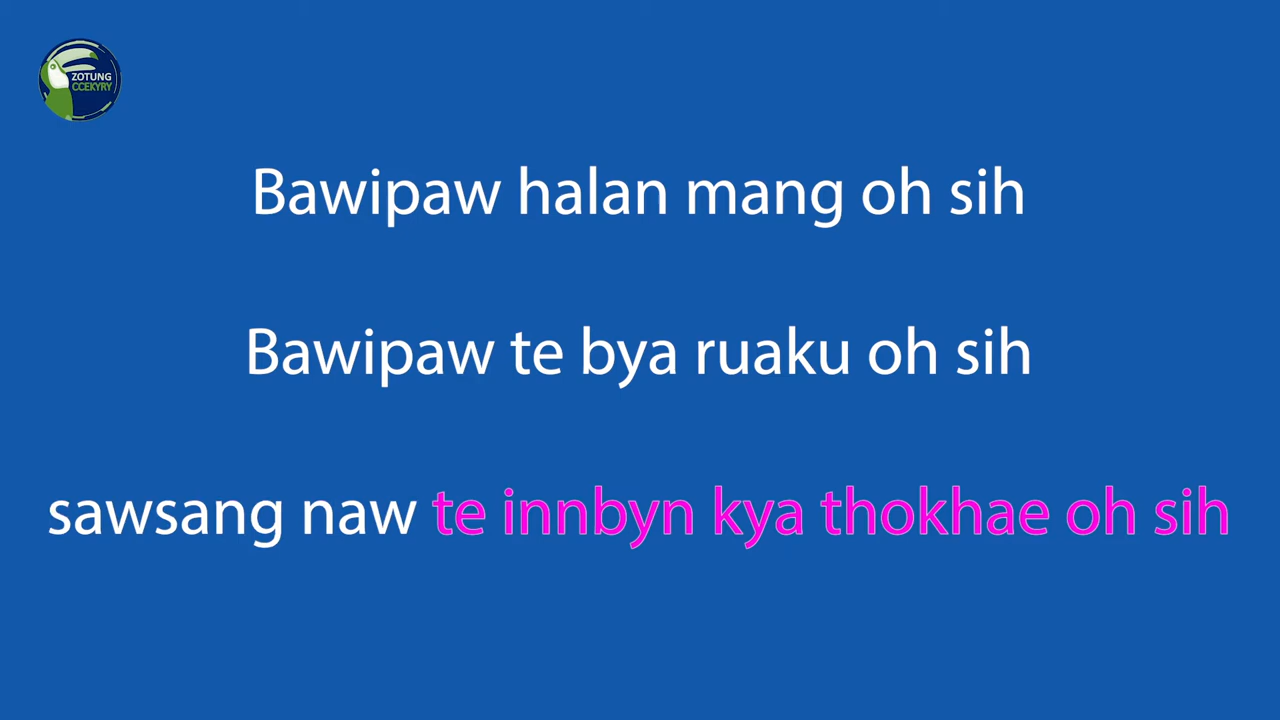 ZOTUNG
CCEKYRY
Bawipaw halan mang oh sih
Bawipaw te bya ruaku oh sih
sawsang naw te innbyn kya thokhae oh sih